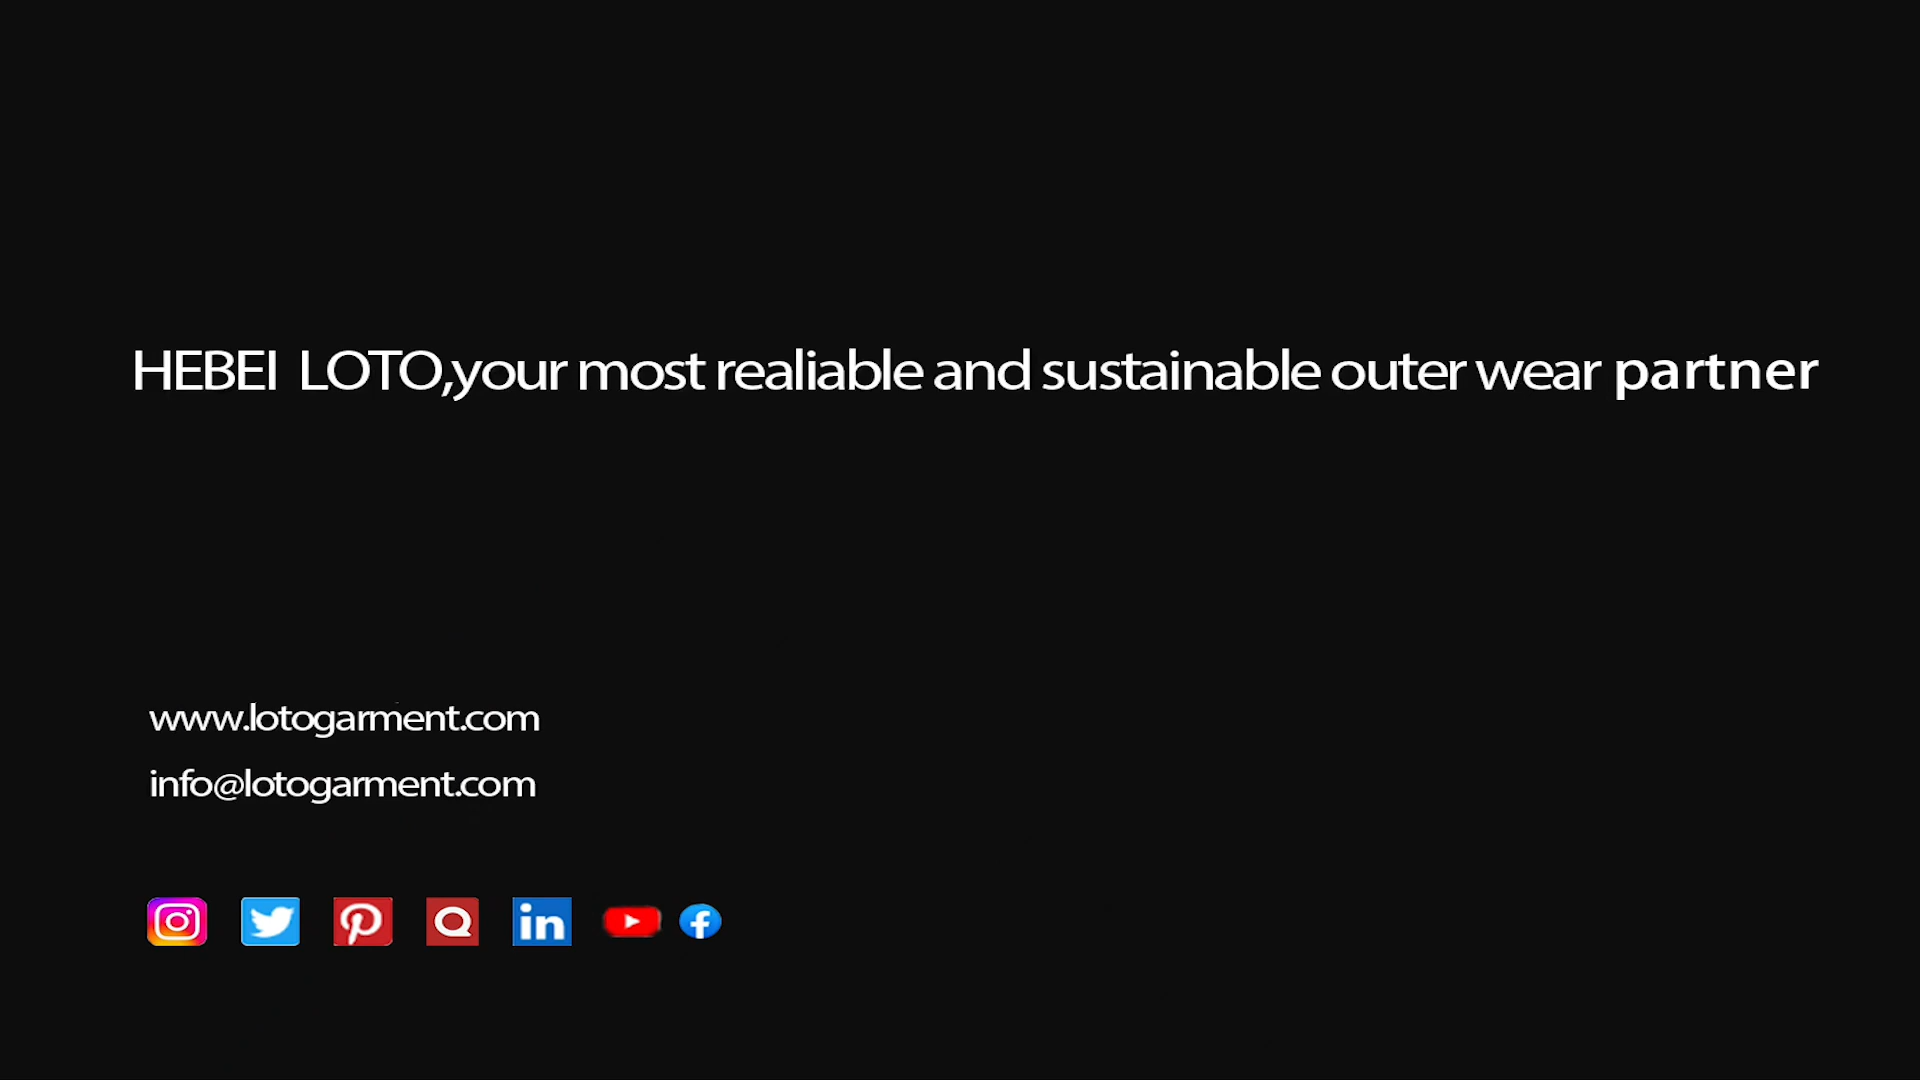 HEBEI LOTO,your most realiable and sustainable outer wear partner
www.lotogarment.com
info@lotogarment.com